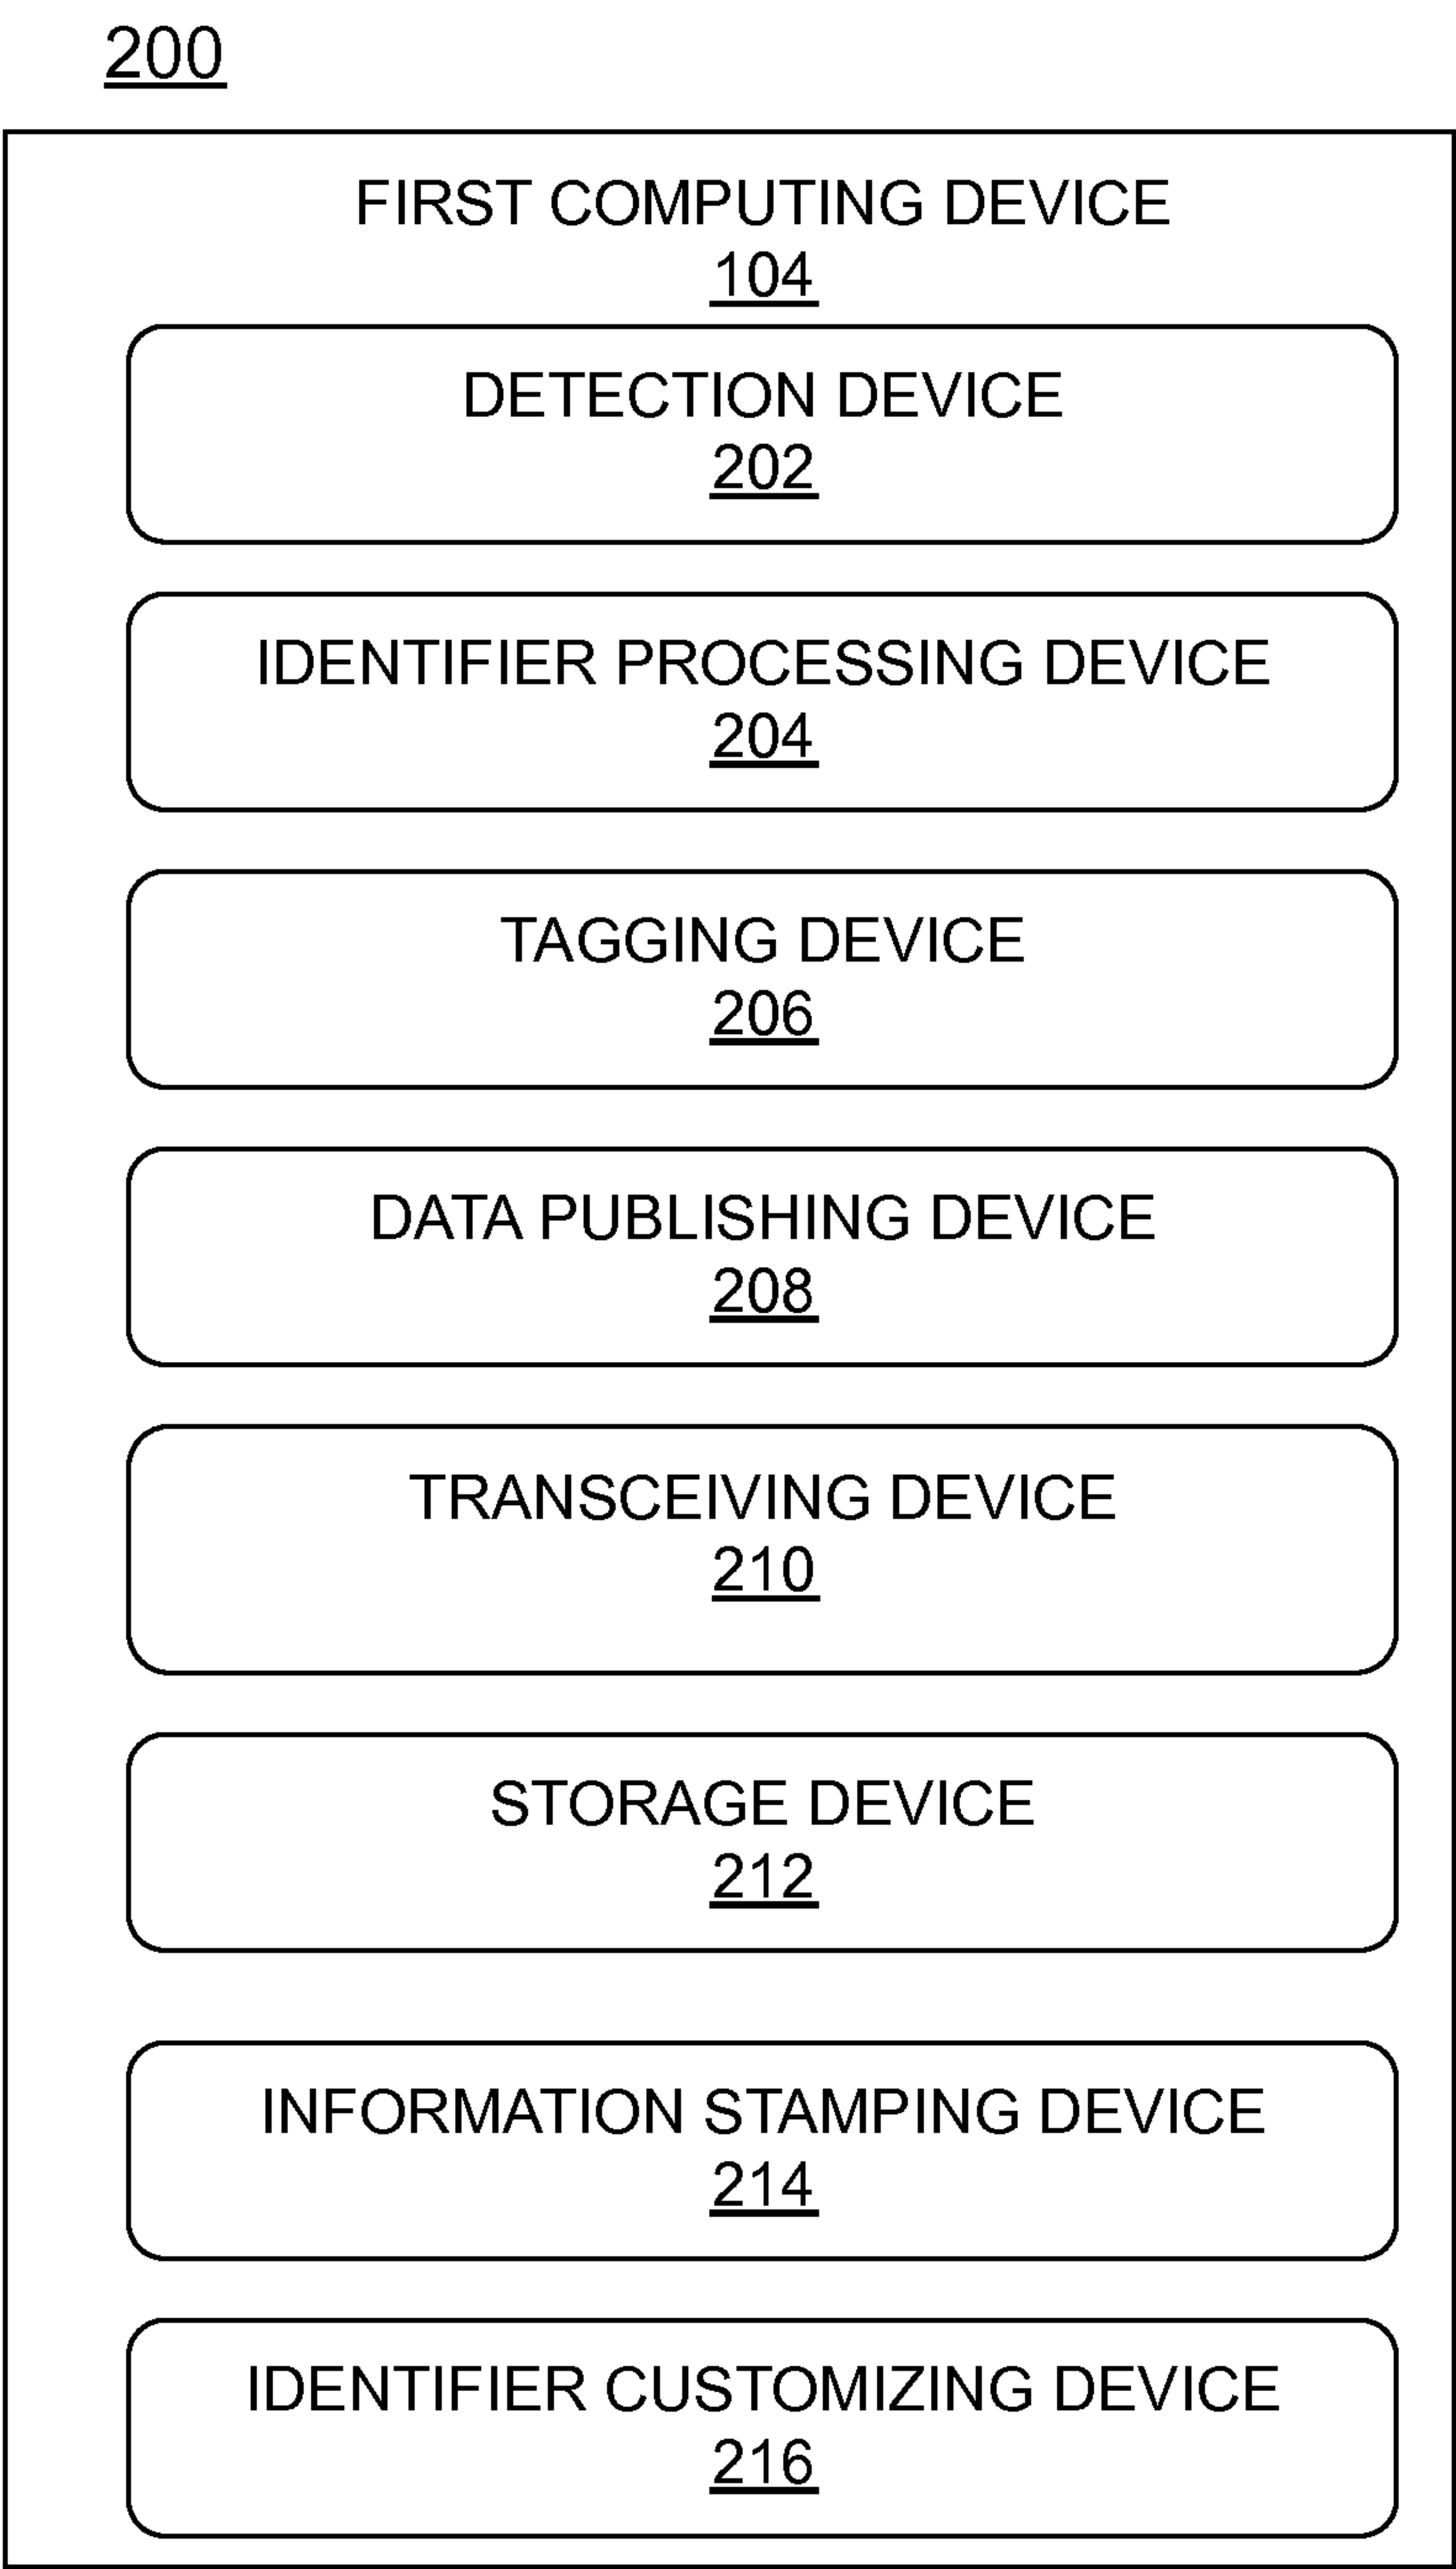 200
FIRST COMPUTING DEVICE
104
DETECTION DEVICE
202
IDENTIFIER PROCESSING DEVICE
204
TAGGING DEVICE
206
DATA PUBLISHING DEVICE
208
TRANSCEIVING DEVICE
210
STORAGE DEVICE
212
INFORMATION STAMPING DEVICE
214
IDENTIFIER CUSTOMIZING DEVICE
216